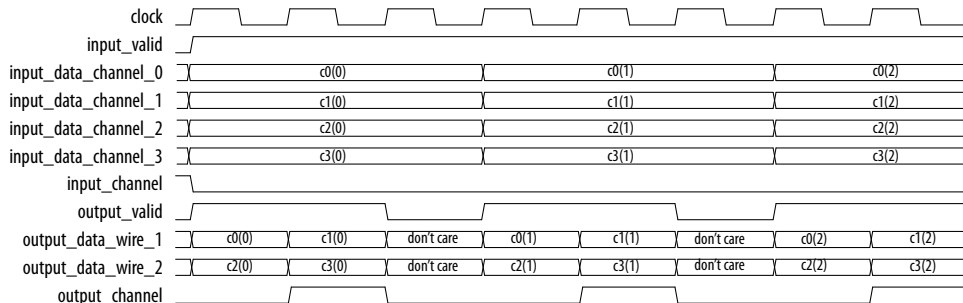 clock
input_valid
input_data_channel_0 c0(0) c0(1) c0(2)
input_data_channel_1 c1(0) c1(1) c1(2)
input_data_channel_2 c2(0) c2(1) c2(2)
input_data_channel_3 c3(0) c3(1) c3(2)
input_channel
output_valid
output_data_wire_1 c0(0) c1(0) don't care c0(1) c1(1) don't care c0(2) c1(2)
output_data_wire_2 c2(0) c3(0) don't care c2(1) c3(1) don't care c2(2) c3(2)
output_channel